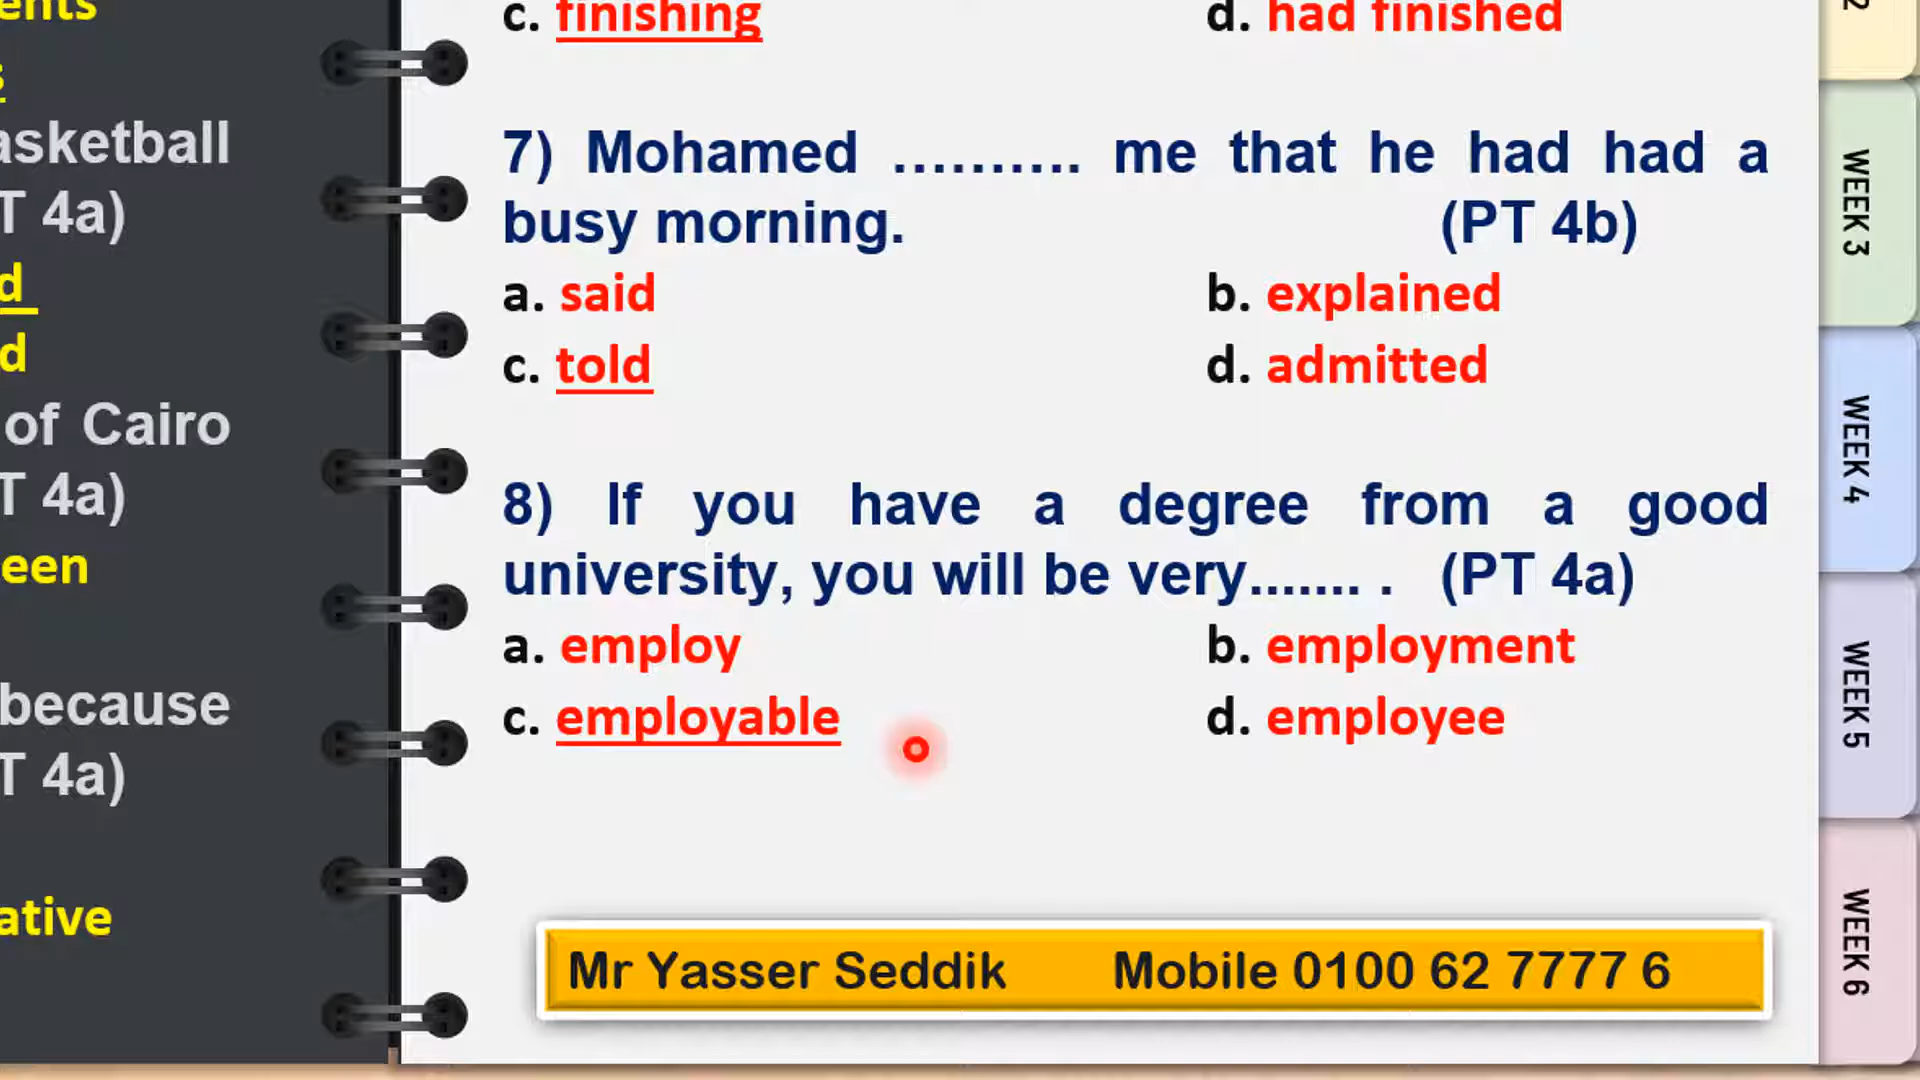 asketball
T 4a)
d
d
of Cairo
T 4a)
een
because
T 4a)
ative
c. finishing
d. had finished
7) Mohamed ………. me that he had had a
busy morning. (PT 4b)
a. said
b. explained
c. told
d. admitted
8) If you have a degree from a good
university, you will be very....... . (PT 4a)
a. employ
b. employment
c. employable
d. employee
Mr Yasser Seddik Mobile 0100 62 7777 6
2
WEEK 3
WEEK 4
WEEK 5
WEEK 6